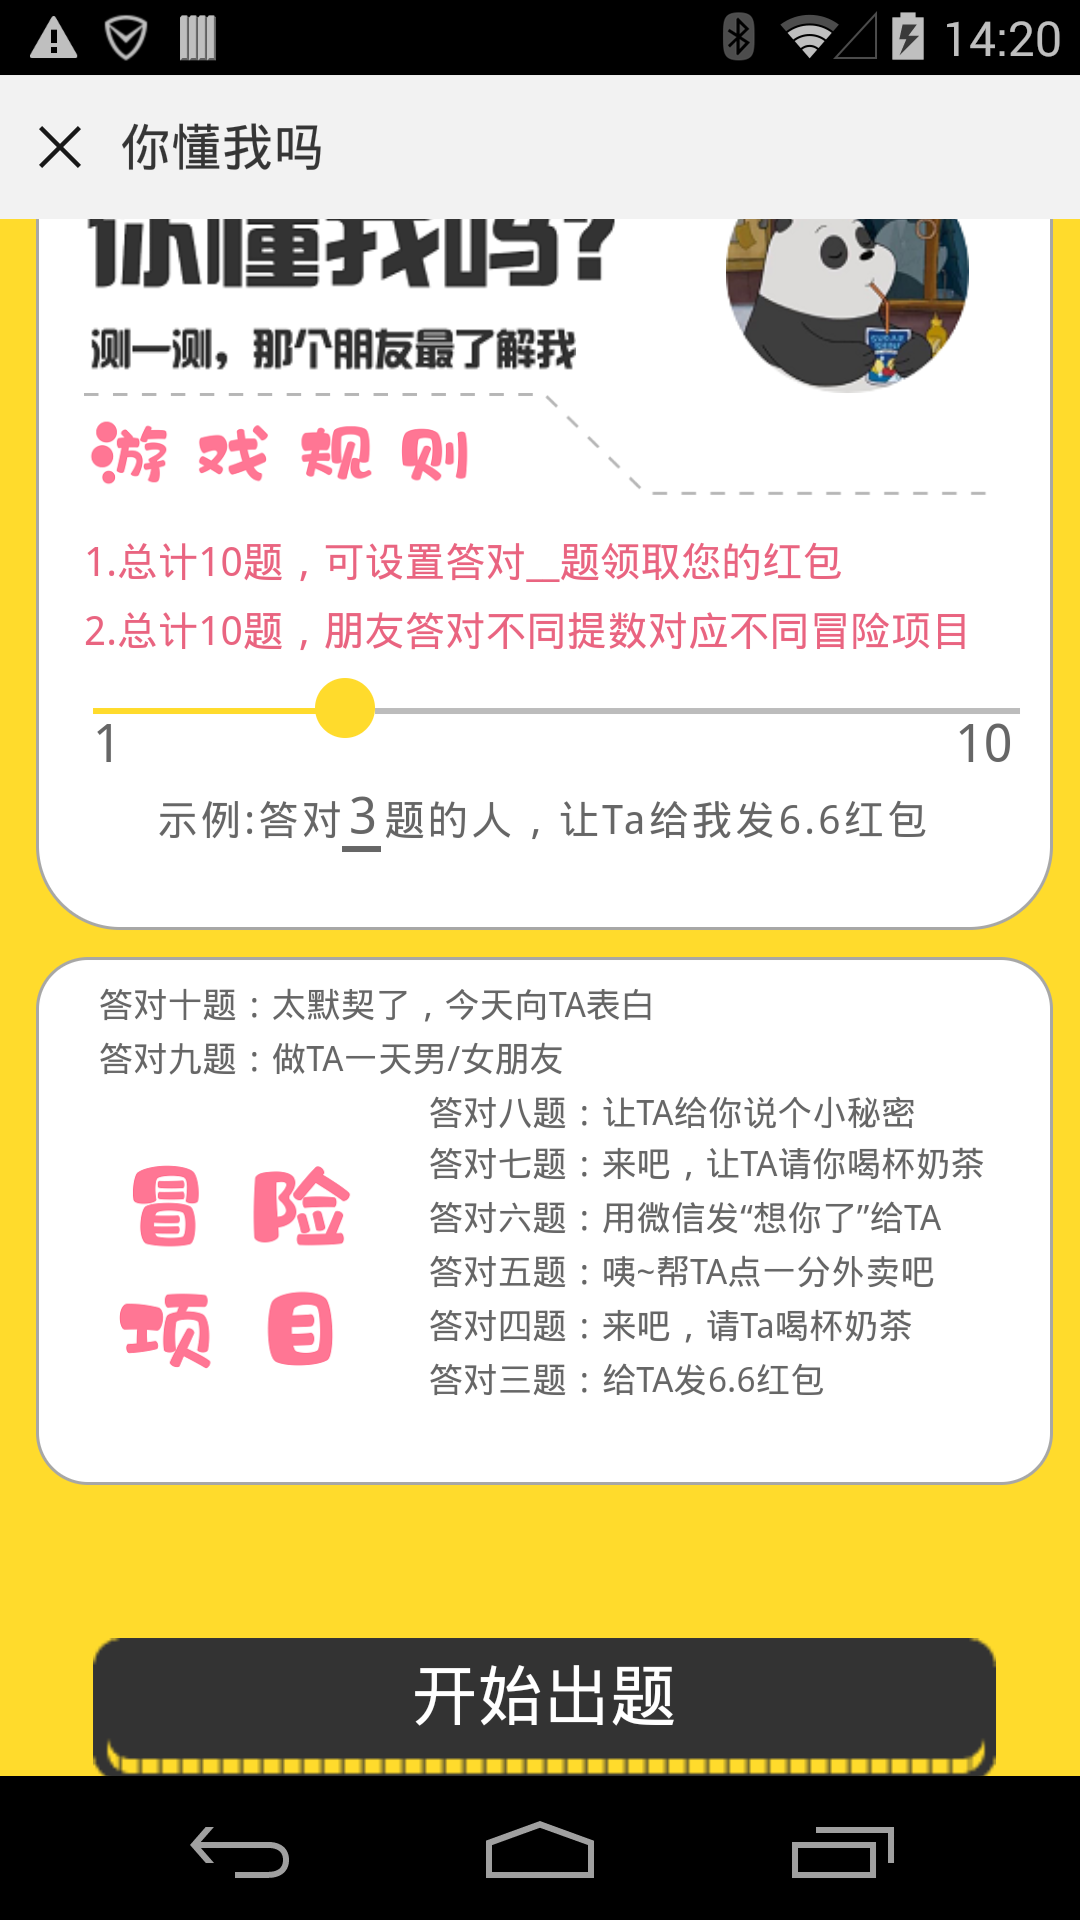 14:20
你懂我吗
你懂我吗?
测一测，那个朋友最了解我
游戏规则
1.总计10题，可设置答对__题领取您的红包
2.总计10题，朋友答对不同提数对应不同冒险项目
1 10
示例:答对3题的人，让Ta给我发6.6红包
答对十题：太默契了，今天向TA表白
答对九题：做TA一天男/女朋友
答对八题：让TA给你说个小秘密
答对七题：来吧，让TA请你喝杯奶茶
答对六题：用微信发“想你了”给TA
答对五题：咦~帮TA点一分外卖吧
答对四题：来吧，请Ta喝杯奶茶
答对三题：给TA发6.6红包
冒险
项目
开始出题